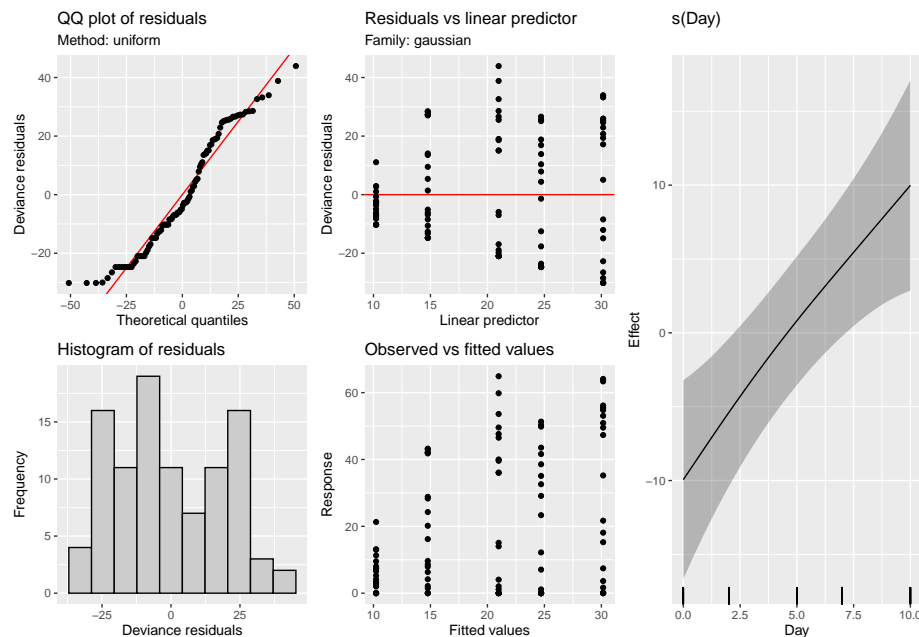 QQ plot of residuals
Method: uniform
40
20
0
−20
−50
−25
0
25
50
Theoretical quantiles
Deviance residuals
Residuals vs linear predictor
Family: gaussian
40
20
0
−20
10
15
20
25
30
Linear predictor
Deviance residuals
Histogram of residuals
15
10
5
0
−25
0
25
Deviance residuals
Frequency
Observed vs fitted values
60
40
20
0
10
15
20
25
30
Fitted values
Response
s(Day)
10
0
−10
0.0
2.5
5.0
7.5
10.0
Day
Effect